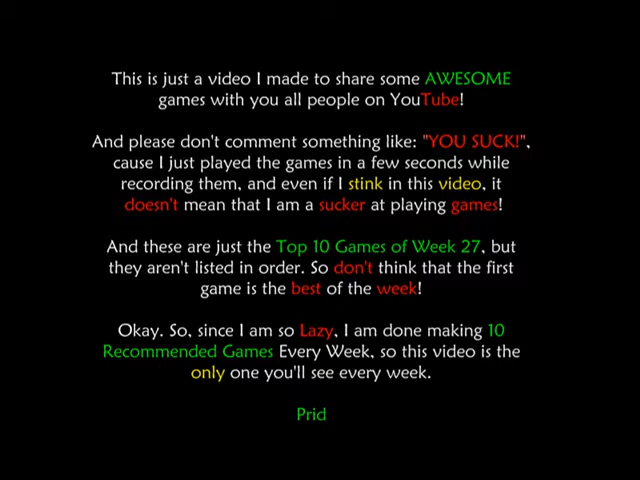 This is just a video I made to share some AWESOME
games with you all people on YouTube!
And please don't comment something like: "YOU SUCK!",
cause I just played the games in a few seconds while
recording them, and even if I stink in this video, it
doesn't mean that I am a sucker at playing games!
And these are just the Top 10 Games of Week 27, but
they aren't listed in order. So don't think that the first
game is the best of the week!
Okay. So, since I am so Lazy, I am done making 10
Recommended Games Every Week, so this video is the
only one you'll see every week.
Prid